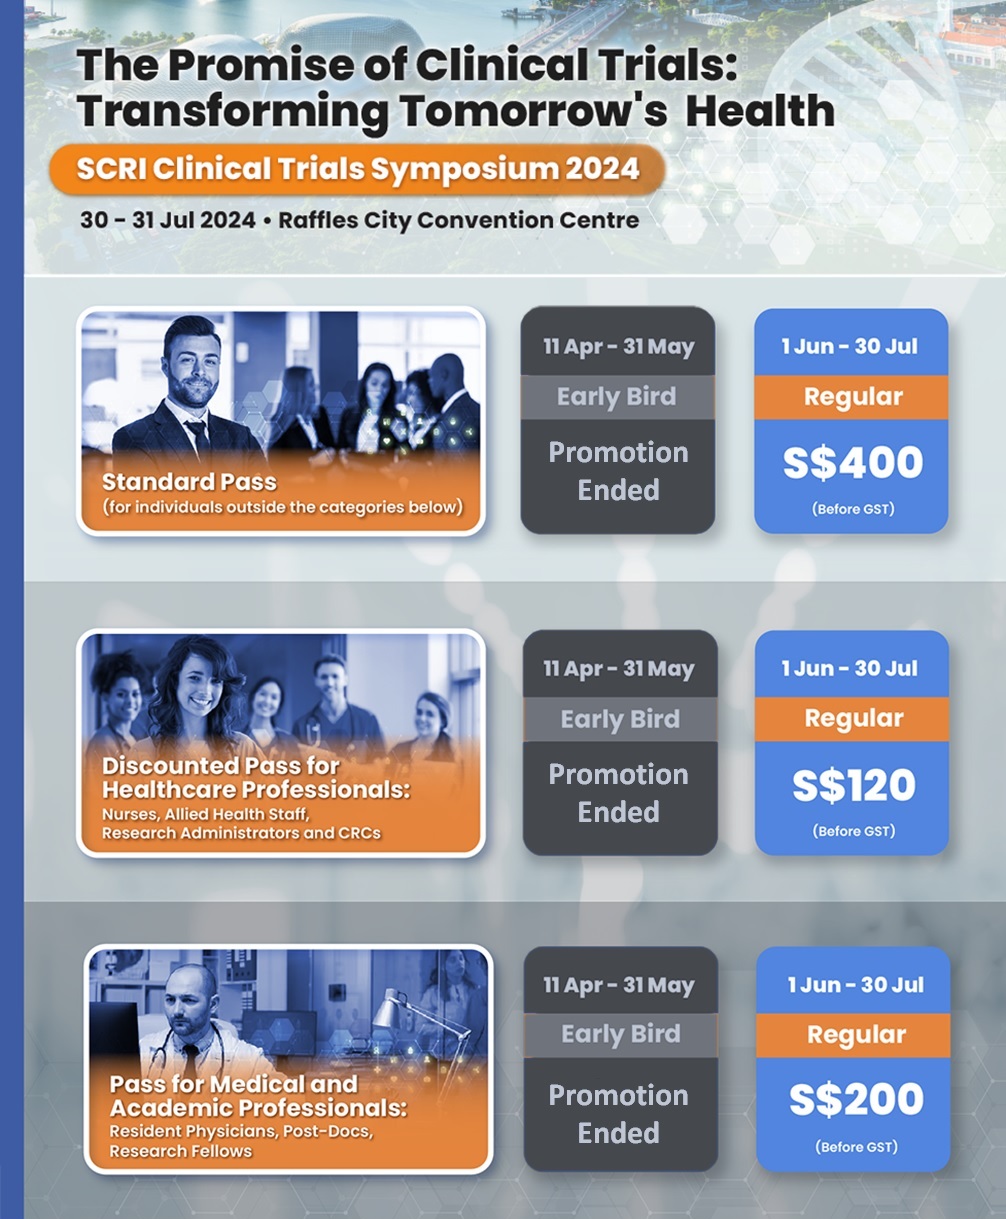 The Promise of Clinical Trials:
Transforming Tomorrow's Health
SCRI Clinical Trials Symposium 2024
30 - 31 Jul 2024 • Raffles City Convention Centre
Standard Pass
(for individuals outside the categories below)
11 Apr - 31 May
Early Bird
Promotion
Ended
1 Jun - 30 Jul
Regular
S$400
(Before GST)
Discounted Pass for
Healthcare Professionals:
Nurses, Allied Health Staff,
Research Administrators and CRCs
11 Apr - 31 May
Early Bird
Promotion
Ended
1 Jun - 30 Jul
Regular
S$120
(Before GST)
Pass for Medical and
Academic Professionals:
Resident Physicians, Post-Docs,
Research Fellows
11 Apr - 31 May
Early Bird
Promotion
Ended
1 Jun - 30 Jul
Regular
S$200
(Before GST)